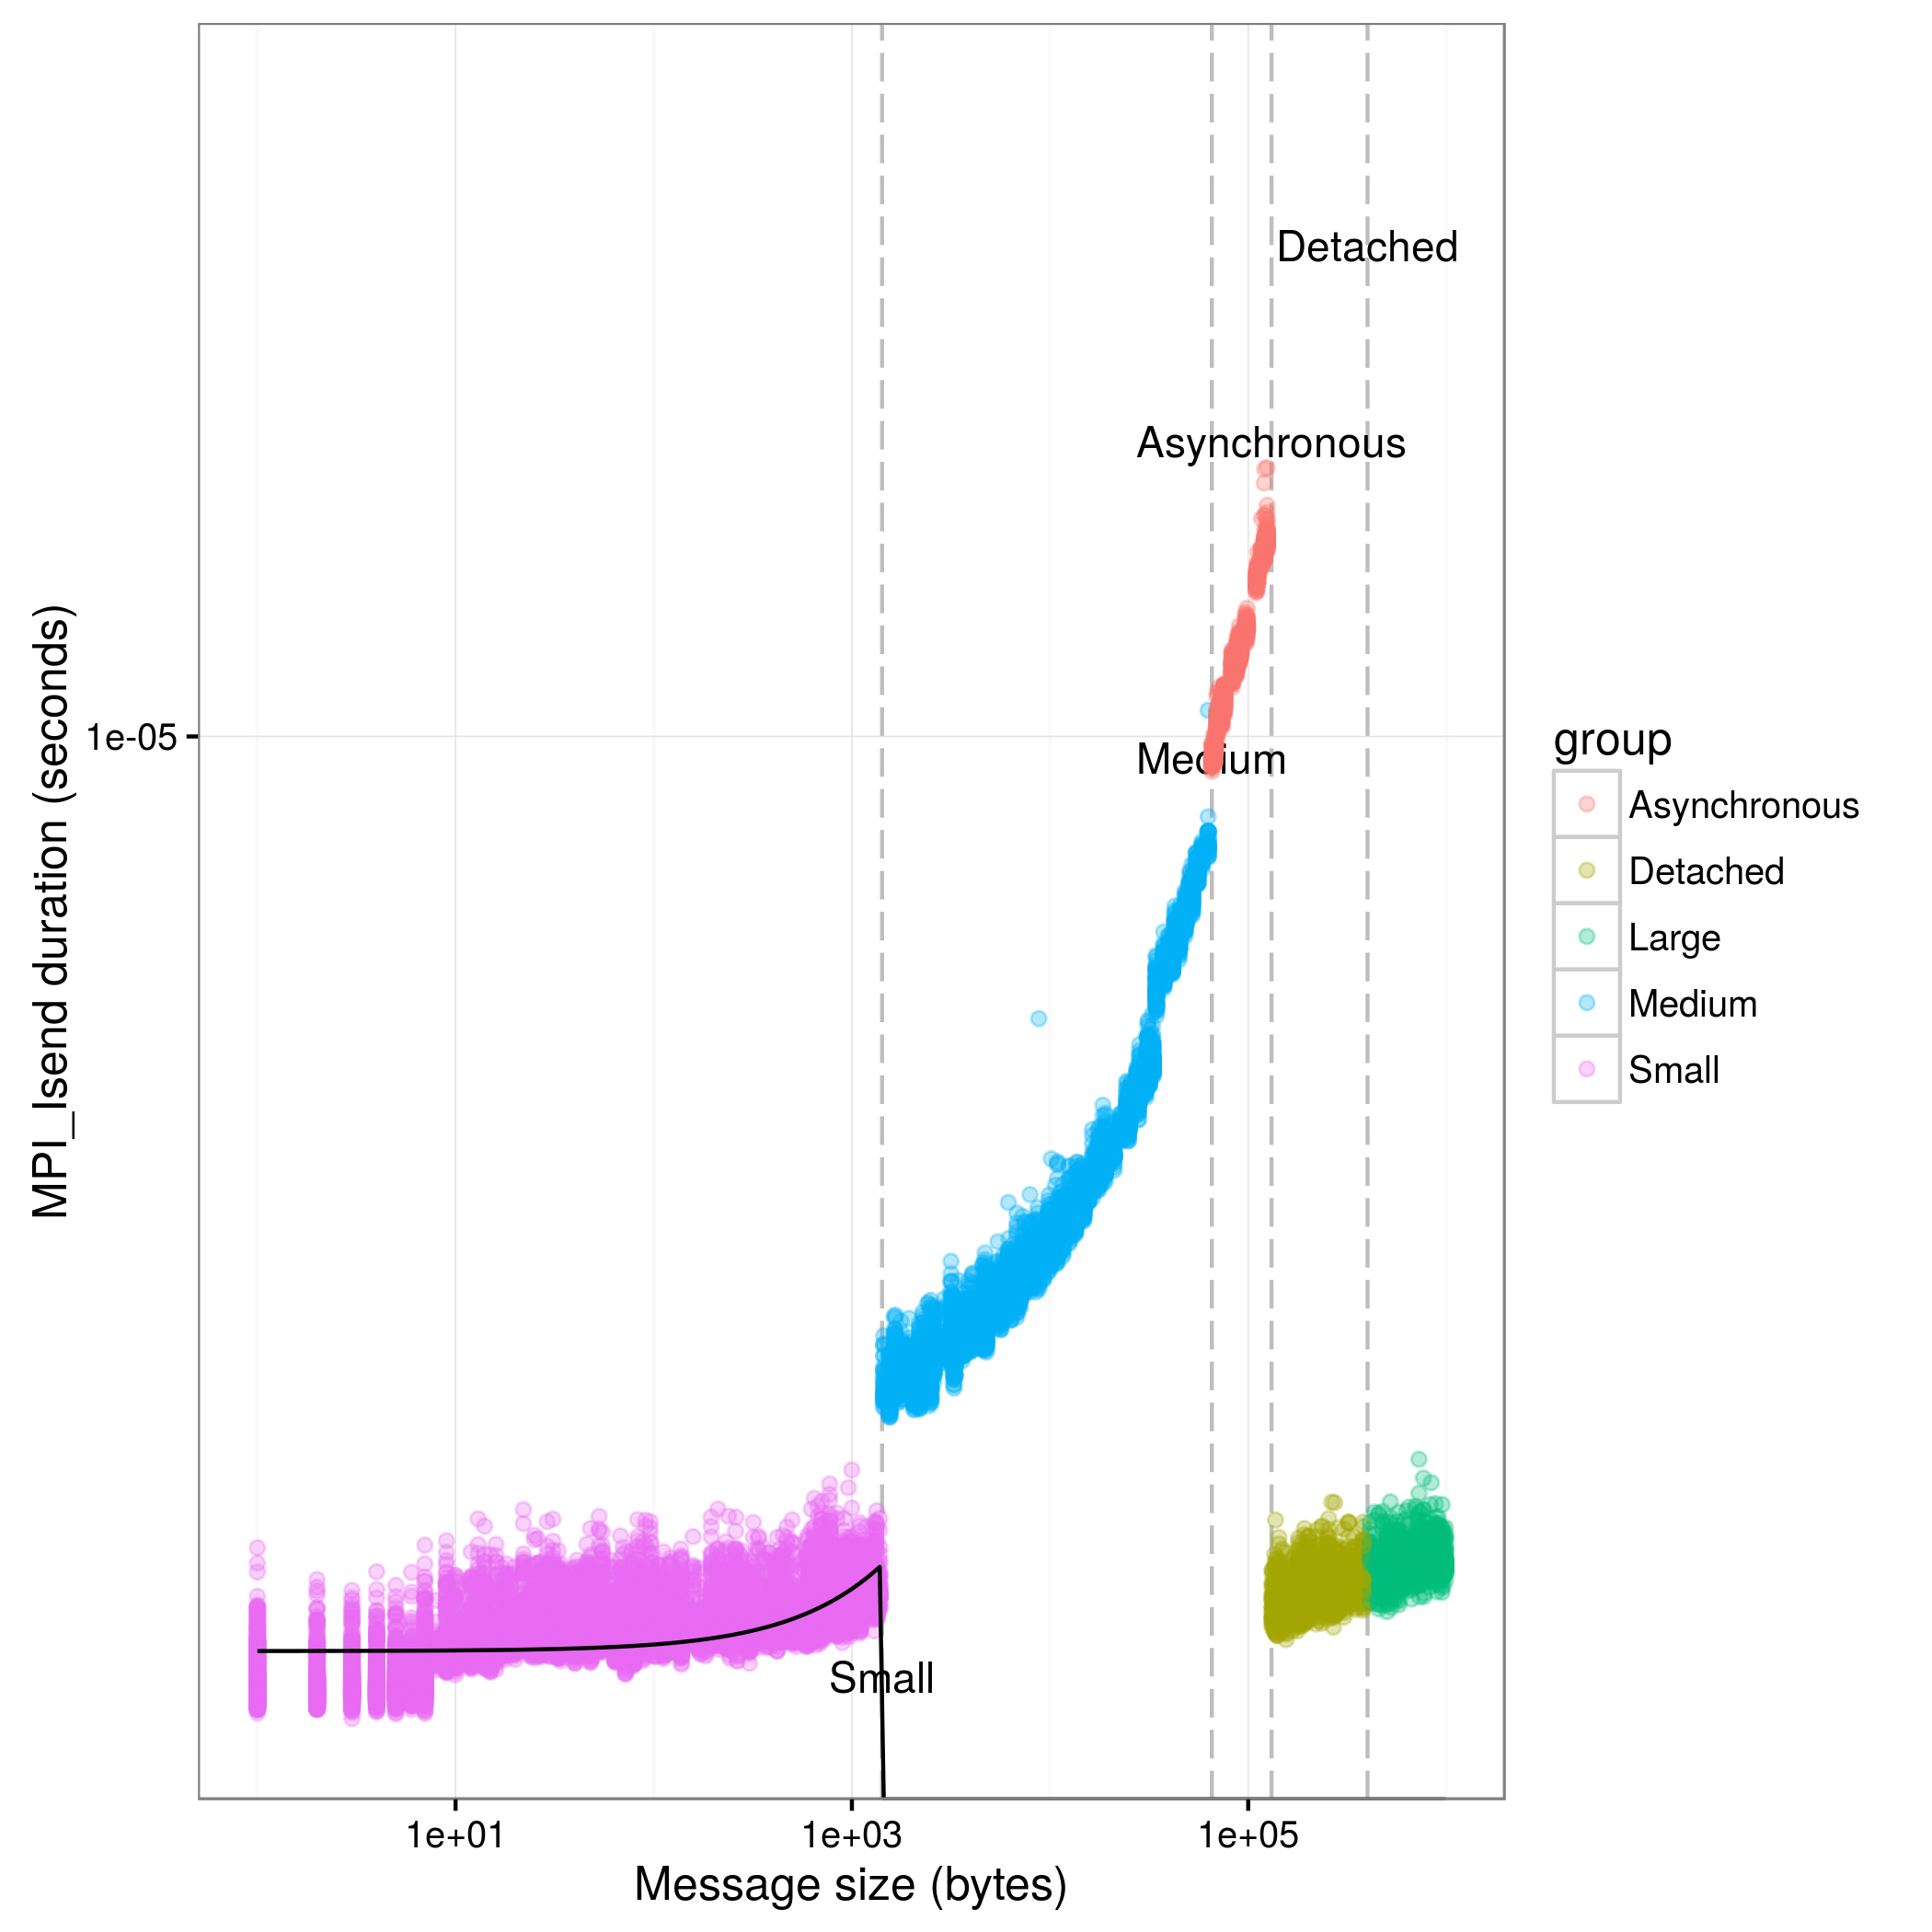 Detached
Asynchronous
Medium
Small
1e-05
MPI_Isend duration (seconds)
1e+01
1e+03
1e+05
Message size (bytes)
group
Asynchronous
Detached
Large
Medium
Small